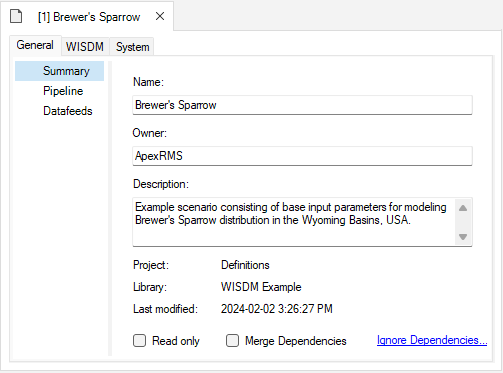 [1] Brewer's Sparrow
General WISDM System
Summary
Pipeline
Datafeeds
Name:
Brewer's Sparrow
Owner:
ApexRMS
Description:
Example scenario consisting of base input parameters for modeling
Brewer's Sparrow distribution in the Wyoming Basins, USA.
Project: Definitions
Library: WISDM Example
Last modified: 2024-02-02 3:26:27 PM
Read only Merge Dependencies Ignore Dependencies...